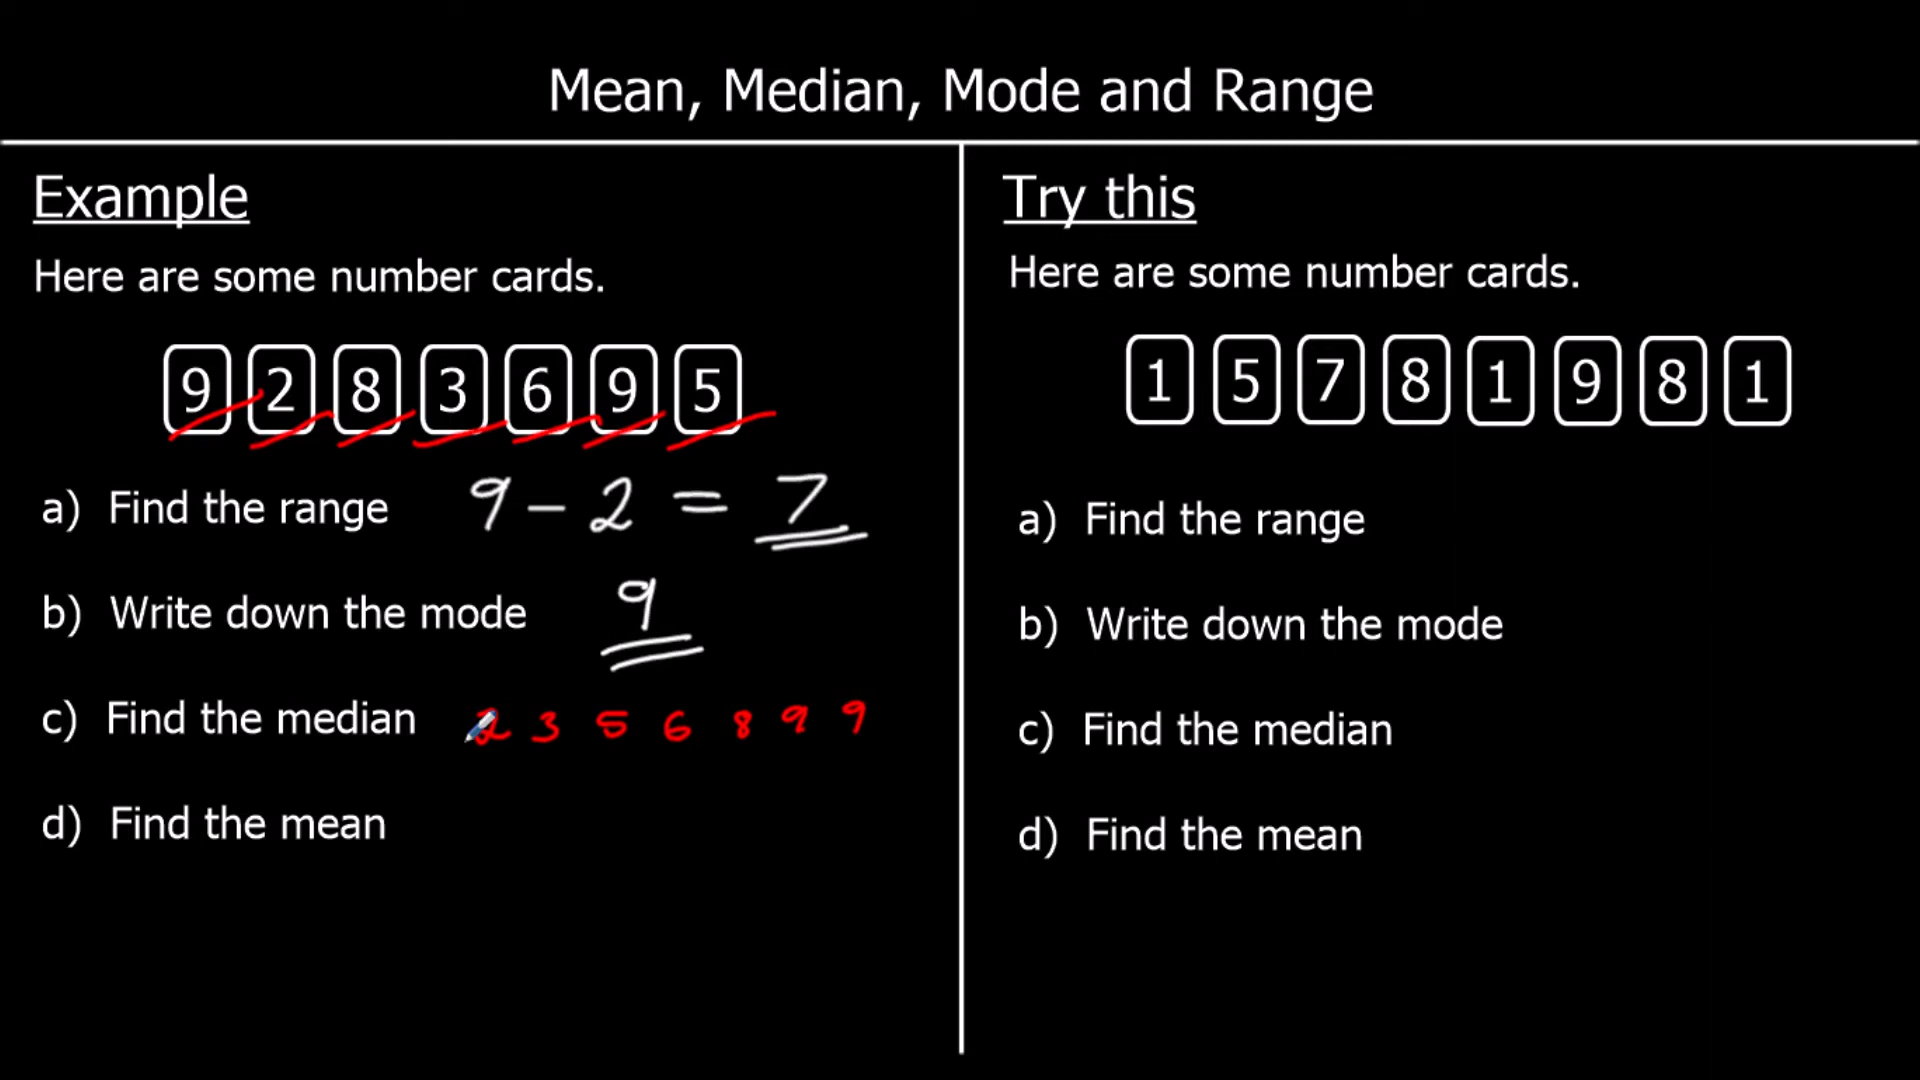 Mean, Median, Mode and Range
Example
Here are some number cards.
9 2 8 3 6 9 5
a) Find the range 9 - 2 = 7
b) Write down the mode 9
c) Find the median 2 3 5 6 8 9 9
d) Find the mean
Try this
Here are some number cards.
1 5 7 8 1 9 8 1
a) Find the range
b) Write down the mode
c) Find the median
d) Find the mean